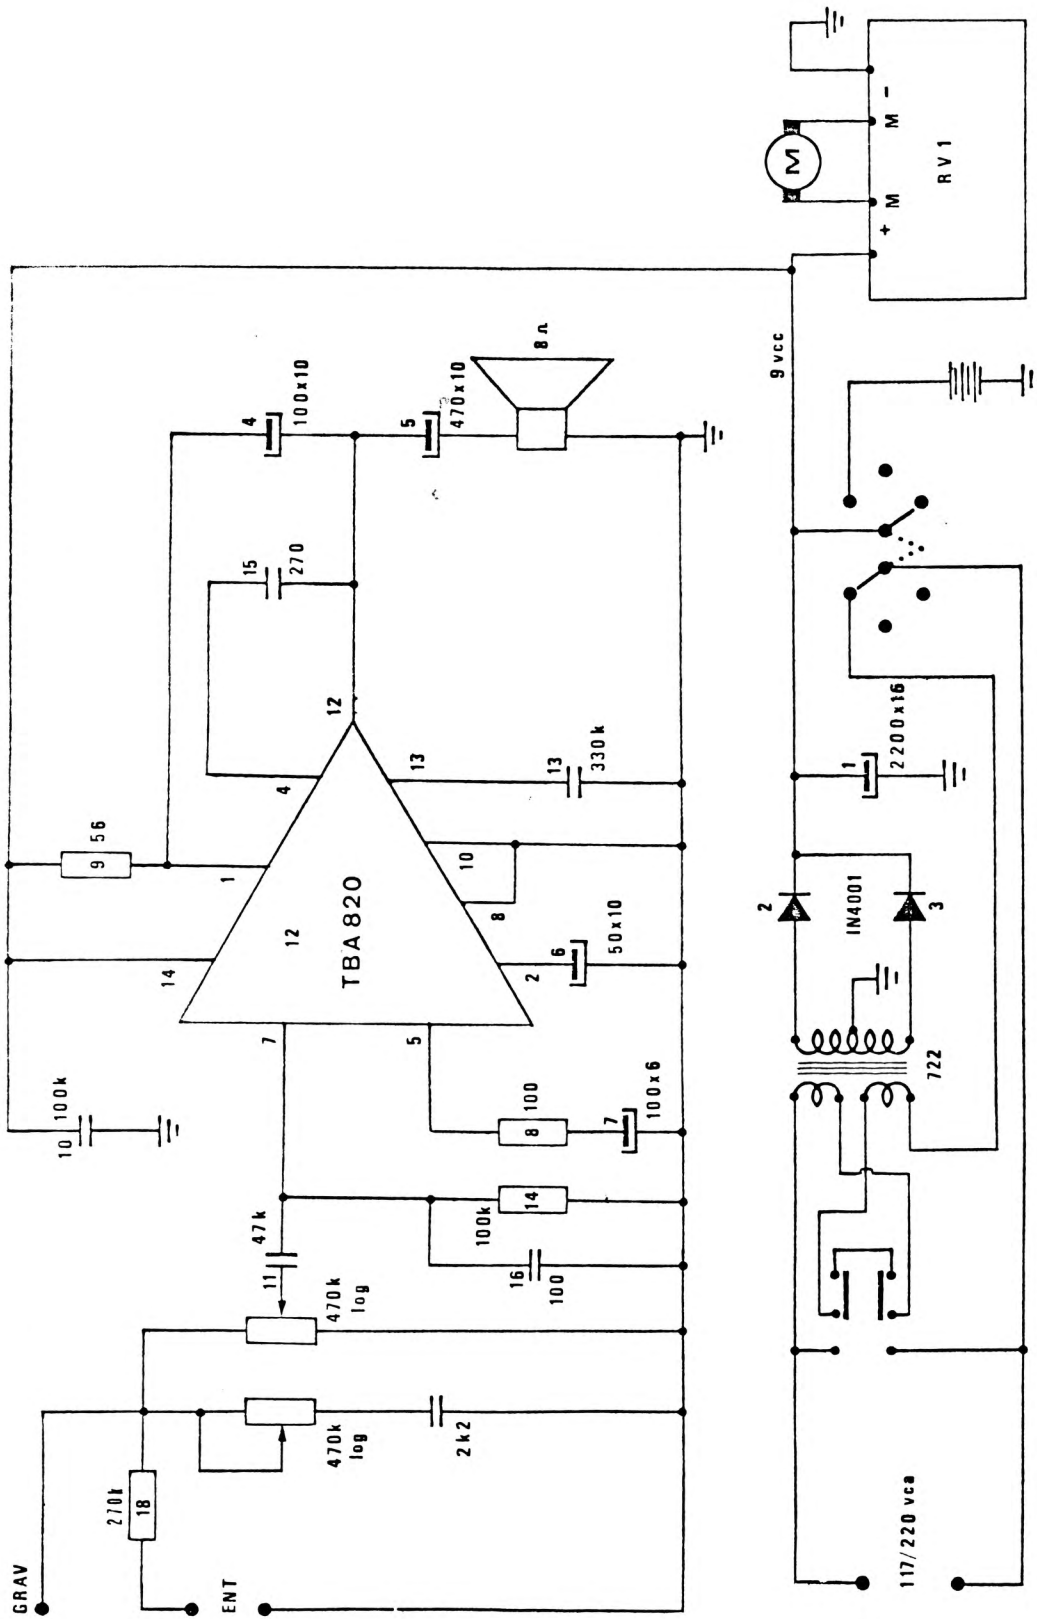 GRAV
270k
18
ENT
470k
log
2k2
470k
log
11
47k
16
100
100k
14
10
100k
7
5
8
100
7
100x6
14
1
4
12
TBA820
12
2
8
10
13
6
50x10
9
56
13
330k
15
270
4
100x10
5
470x10
8Ω
117/220 vca
722
2
IN4001
3
1
2200x16
9 vcc
+
M
M
-
M
RV1